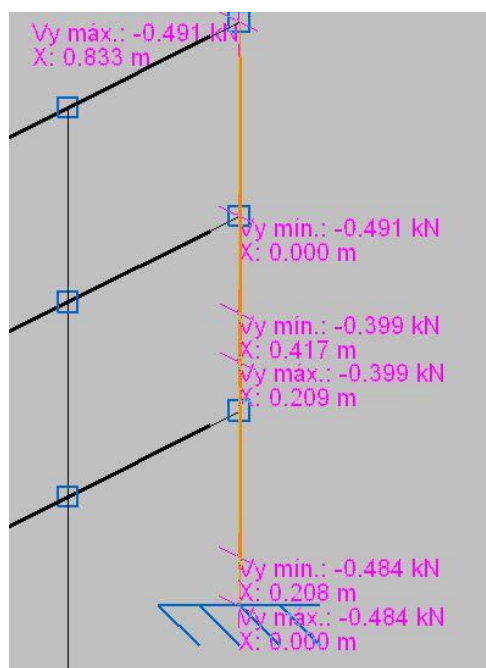 Vy máx.: -0.491 kN
X: 0.833 m
Vy mín.: -0.491 kN
X: 0.000 m
Vy mín.: -0.399 kN
X: 0.417 m
Vy máx.: -0.399 kN
X: 0.209 m
Vy mín.: -0.484 kN
X: 0.208 m
Vy máx.: -0.484 kN
X: 0.000 m